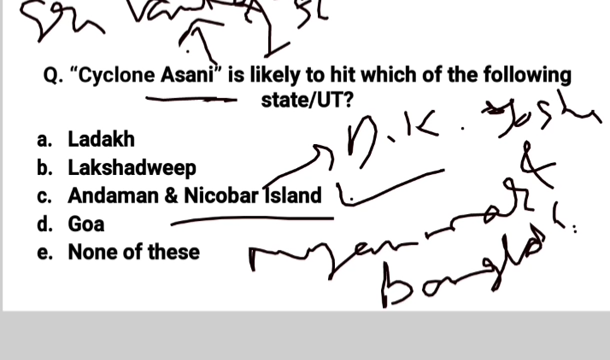 Q. “Cyclone Asani” is likely to hit which of the following
state/UT?
D.K. Joshi
a. Ladakh
b. Lakshadweep
c. Andaman & Nicobar Island
d. Goa
e. None of these
myanmar &